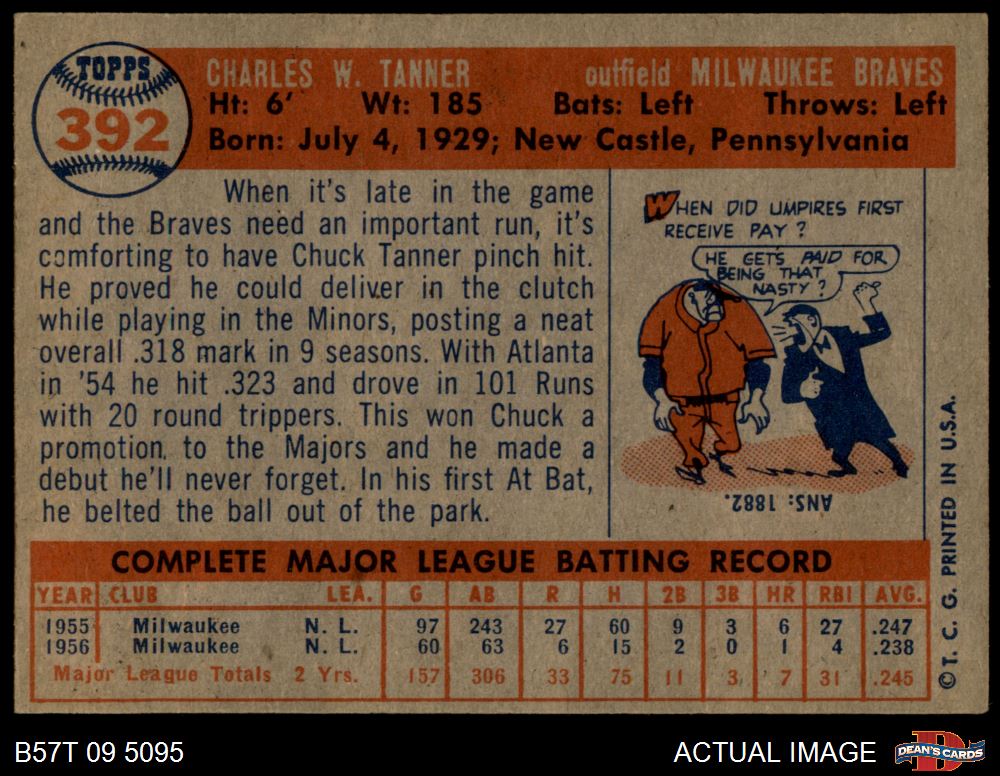 TOPPS
392
CHARLES W. TANNER outfield MILWAUKEE BRAVES
Ht: 6' Wt: 185 Bats: Left Throws: Left
Born: July 4, 1929; New Castle, Pennsylvania
When it's late in the game
and the Braves need an important run, it's
comforting to have Chuck Tanner pinch hit.
He proved he could deliver in the clutch
while playing in the Minors, posting a neat
overall .318 mark in 9 seasons. With Atlanta
in '54 he hit .323 and drove in 101 Runs
with 20 round trippers. This won Chuck a
promotion to the Majors and he made a
debut he'll never forget. In his first At Bat,
he belted the ball out of the park.
WHEN DID UMPIRES FIRST
RECEIVE PAY?
HE GETS PAID FOR
BEING THAT
NASTY?
ANS: 1882.
COMPLETE MAJOR LEAGUE BATTING RECORD
YEAR CLUB LEA. G AB R H 2B 3B HR RBI AVG.
1955 Milwaukee N. L. 97 243 27 60 9 3 6 27 .247
1956 Milwaukee N. L. 60 63 6 15 2 0 1 4 .238
Major League Totals 2 Yrs. 157 306 33 75 11 3 7 31 .245
© T. C. G. PRINTED IN U.S.A.
B57T 09 5095 ACTUAL IMAGE D DEAN'S CARDS